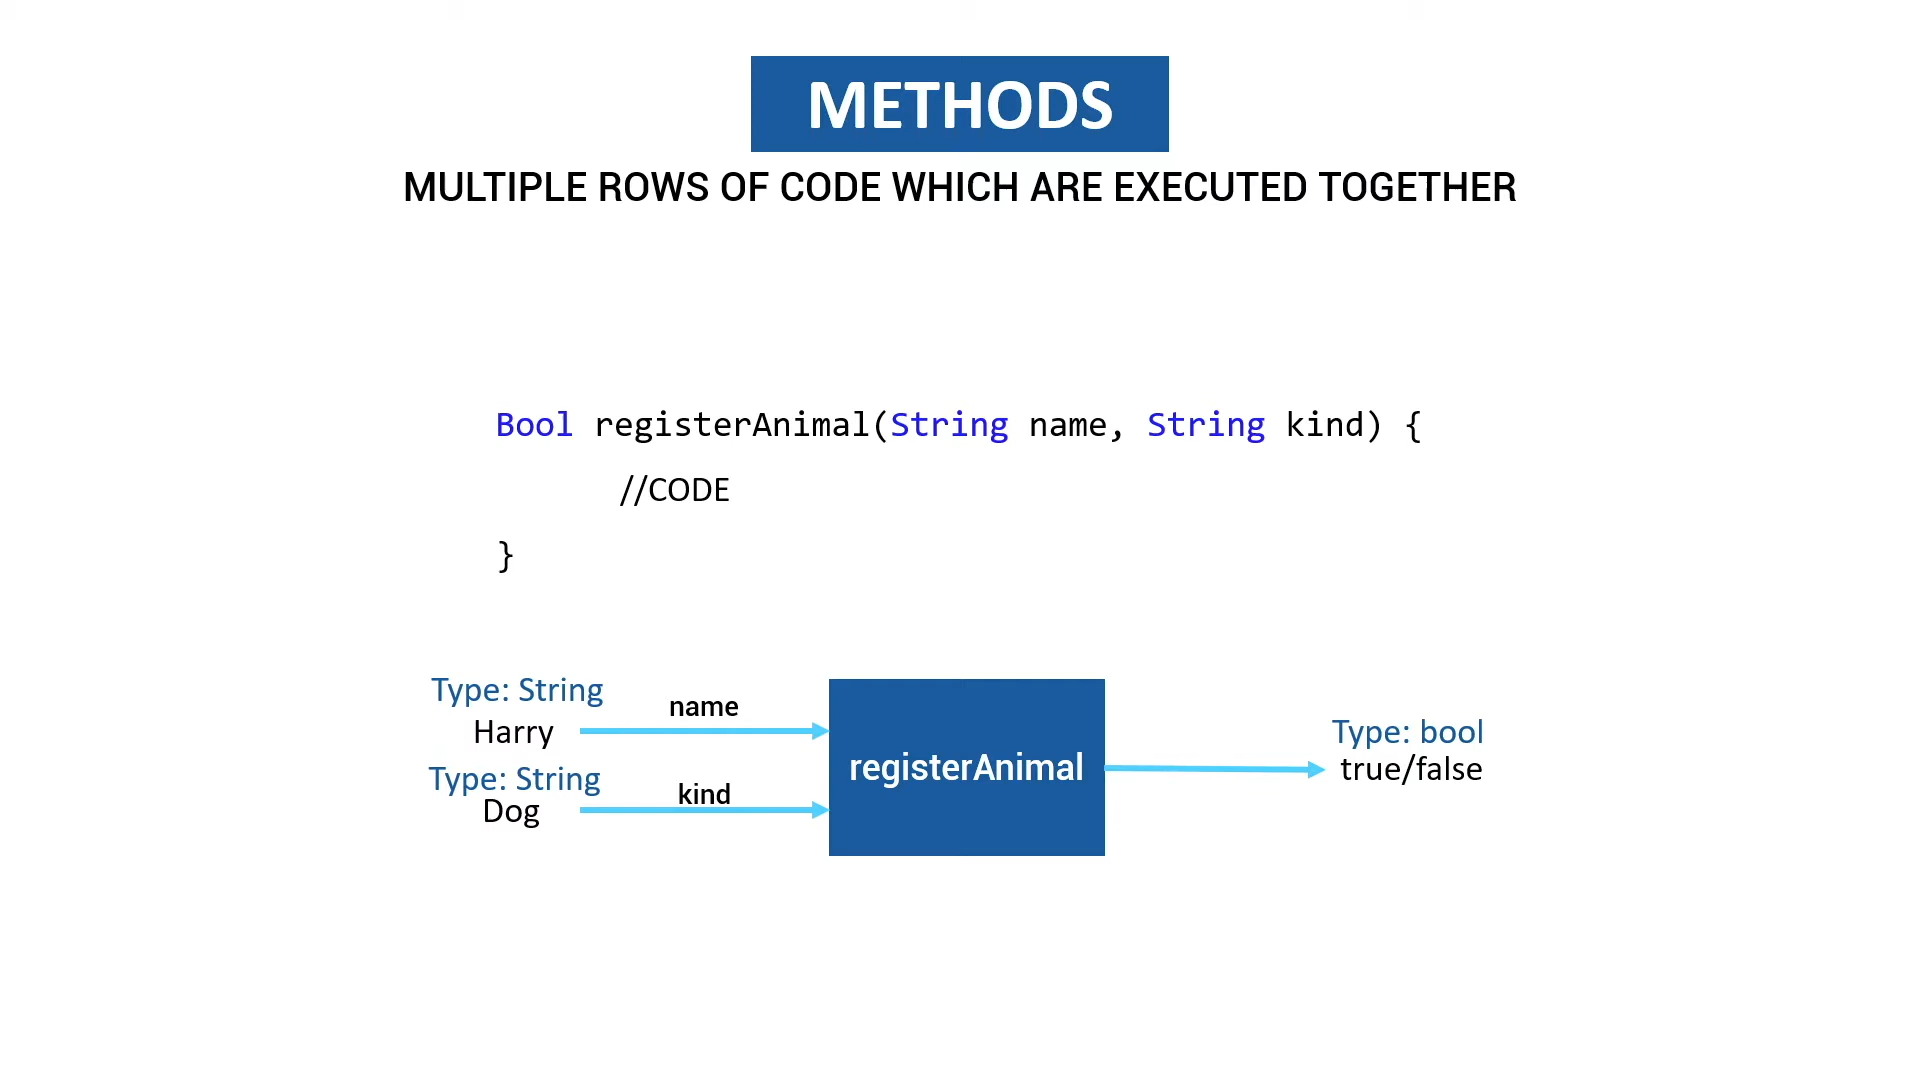 METHODS
MULTIPLE ROWS OF CODE WHICH ARE EXECUTED TOGETHER
Bool registerAnimal(String name, String kind) {
//CODE
}
Type: String
name
Harry
Type: String
kind
Dog
registerAnimal
Type: bool
true/false